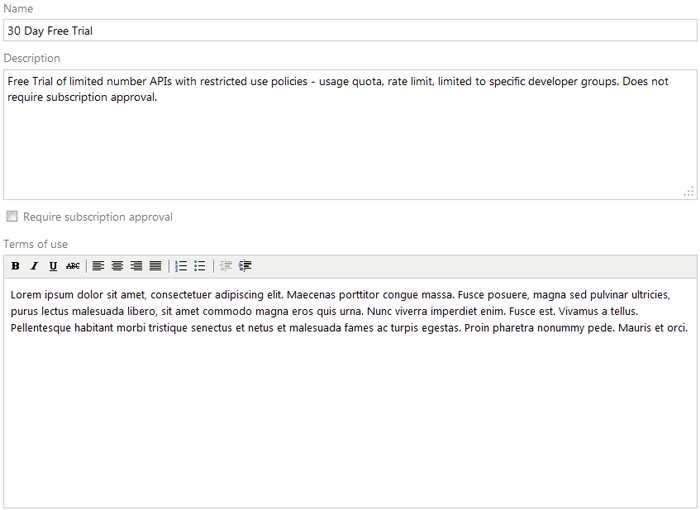 Name
30 Day Free Trial
Description
Free Trial of limited number APIs with restricted use policies - usage quota, rate limit, limited to specific developer groups. Does not
require subscription approval.
Require subscription approval
Terms of use
B I U ABC
Lorem ipsum dolor sit amet, consectetuer adipiscing elit. Maecenas porttitor congue massa. Fusce posuere, magna sed pulvinar ultricies,
purus lectus malesuada libero, sit amet commodo magna eros quis urna. Nunc viverra imperdiet enim. Fusce est. Vivamus a tellus.
Pellentesque habitant morbi tristique senectus et netus et malesuada fames ac turpis egestas. Proin pharetra nonummy pede. Mauris et orci.